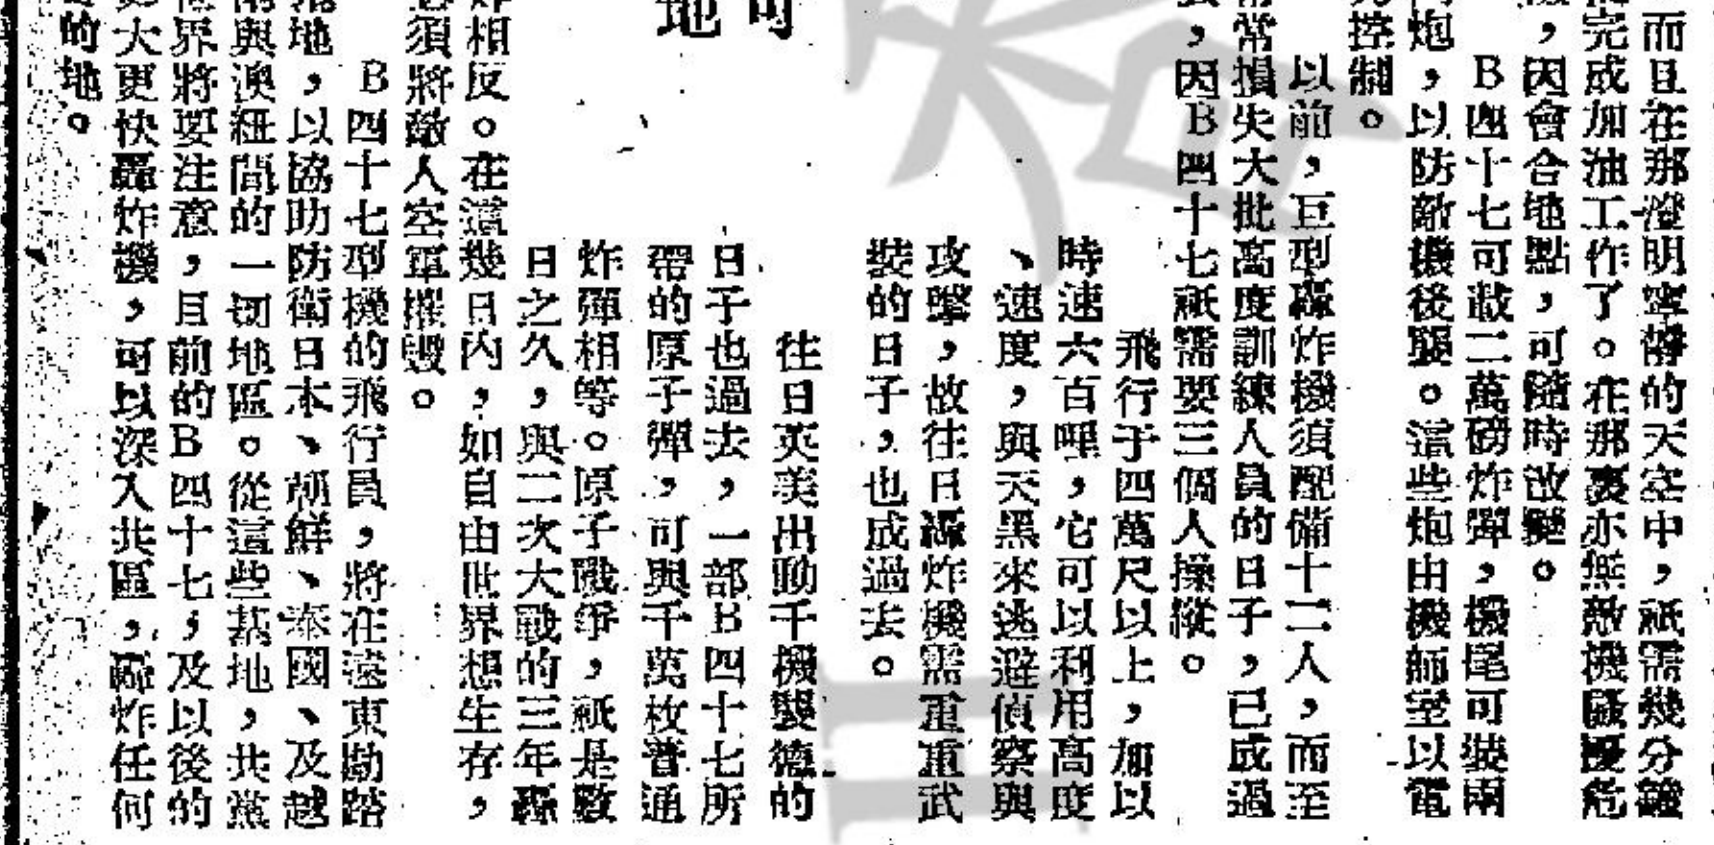 而且在那澄明寧靜的天空中，祇需幾分鐘
完成加油工作了。在那裏亦無敵機騷擾危
，因會合地點，可隨時改變。
B四十七可載二萬磅炸彈，機尾可裝兩
炮，以防敵機後襲。這些炮由機師室以電
控制。
以前，巨型轟炸機須配備十二人，而至
常損失大批高度訓練人員的日子，已成過
，因B四十七祇需要三個人操縱。
飛行于四萬尺以上，加以
時速六百哩，它可以利用高度
、速度，與天黑來逃避偵察與
攻擊，故往日轟炸機需重重武
裝的日子，也成過去。
可
地
往日英美出動千機襲德的
日子也過去，一部B四十七所
帶的原子彈，可與千萬枚普通
炸彈相等。原子戰爭，祇是數
日之久，與二次大戰的三年轟
炸相反。在這幾日內，如自由世界想生存，
必須將敵人空軍摧毀。
B四十七型機的飛行員，將在遠東勘踏
地，以協助防衛日本、朝鮮、泰國、及越
與澳紐間的一切地區。從這些基地，共黨
界將要注意，目前的B四十七，及以後的
更大更快轟炸機，可以深入共區，轟炸任何
的地。